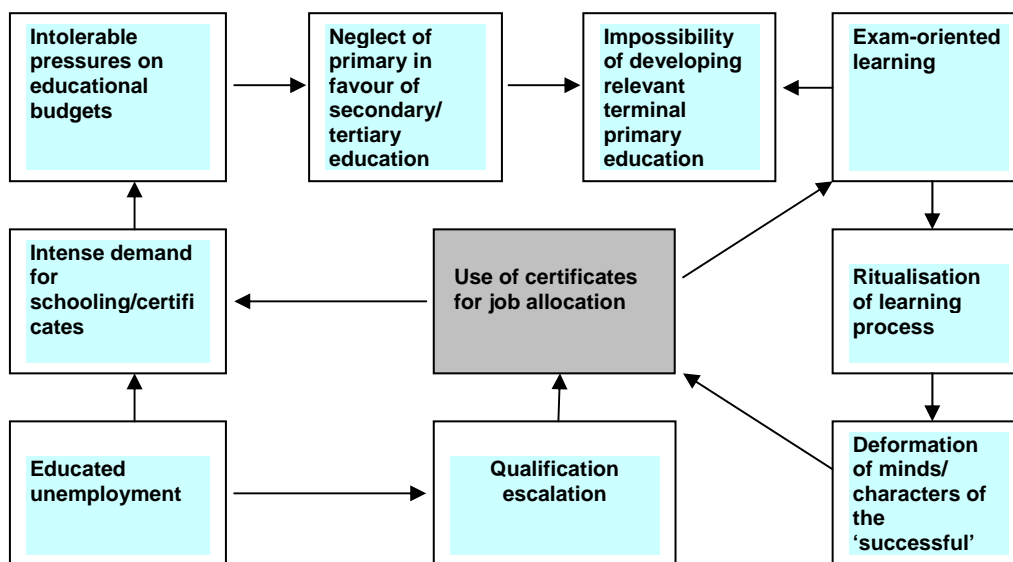 Intolerable
pressures on
educational
budgets
Neglect of
primary in
favour of
secondary/
tertiary
education
Impossibility
of developing
relevant
terminal
primary
education
Exam-oriented
learning
Intense demand
for
schooling/certifi
cates
Use of certificates
for job allocation
Ritualisation
of learning
process
Educated
unemployment
Qualification
escalation
Deformation
of minds/
characters of
the
‘successful’